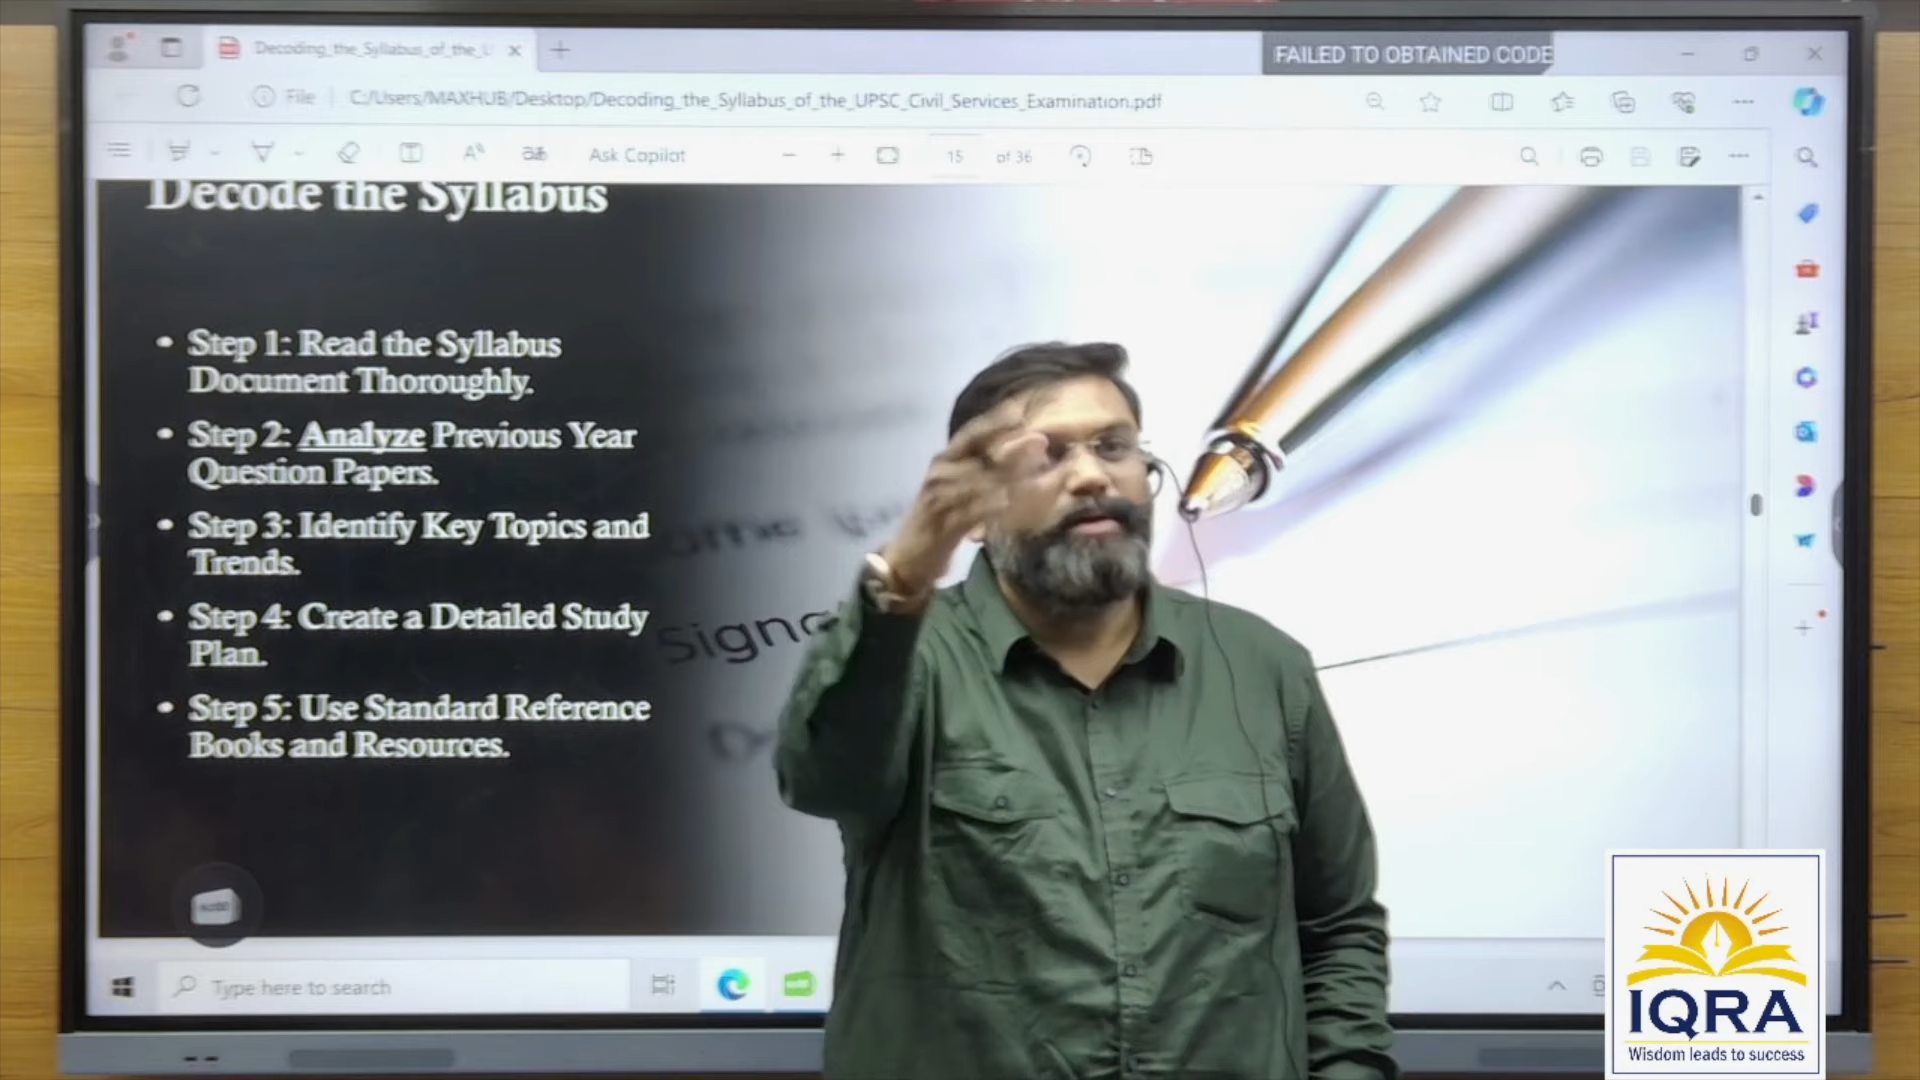 Decoding_the_Syllabus_of_the_U
FAILED TO OBTAINED CODE
File
C:/Users/MAXHUB/Desktop/Decoding_the_Syllabus_of_the_UPSC_Civil_Services_Examination.pdf
Ask Copilot
15 of 36
Decode the Syllabus
• Step 1: Read the Syllabus
Document Thoroughly.
• Step 2: Analyze Previous Year
Question Papers.
• Step 3: Identify Key Topics and
Trends.
• Step 4: Create a Detailed Study
Plan.
• Step 5: Use Standard Reference
Books and Resources.
Signa
Type here to search
IQRA
Wisdom leads to success